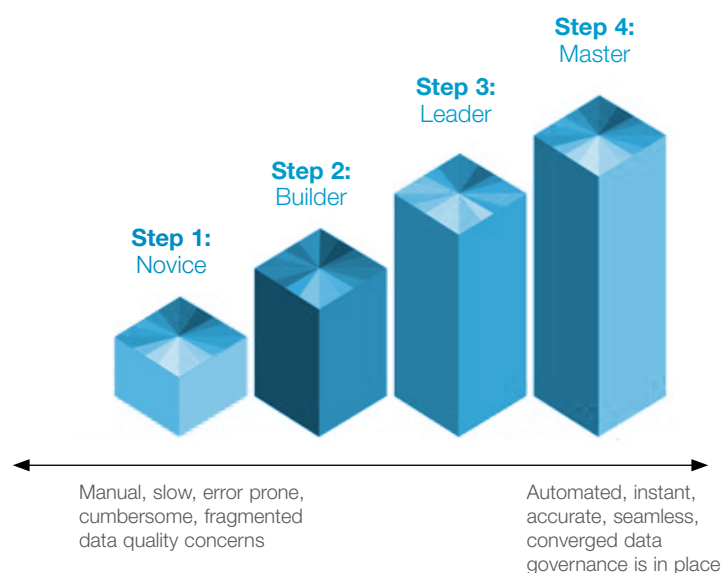 Step 1:
Novice
Step 2:
Builder
Step 3:
Leader
Step 4:
Master
Manual, slow, error prone,
cumbersome, fragmented
data quality concerns
Automated, instant,
accurate, seamless,
converged data
governance is in place